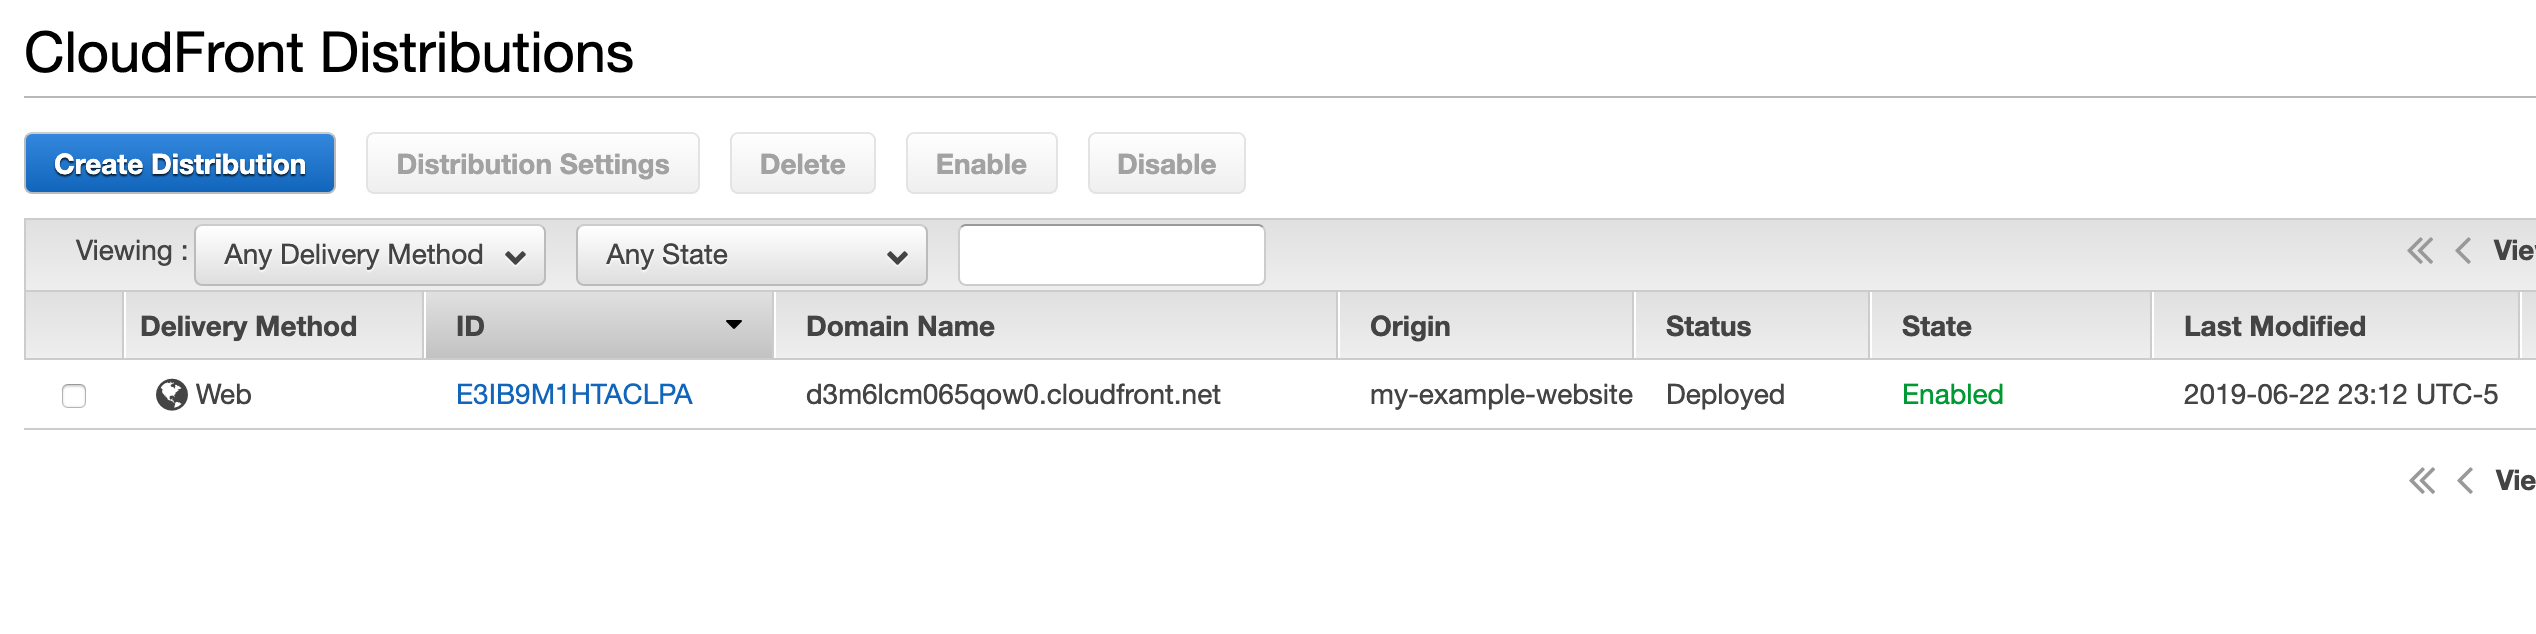 CloudFront Distributions
Create Distribution Distribution Settings Delete Enable Disable
Viewing : Any Delivery Method Any State Vie
Delivery Method ID Domain Name Origin Status State Last Modified
Web E3IB9M1HTACLPA d3m6lcm065qow0.cloudfront.net my-example-website Deployed Enabled 2019-06-22 23:12 UTC-5
Vie